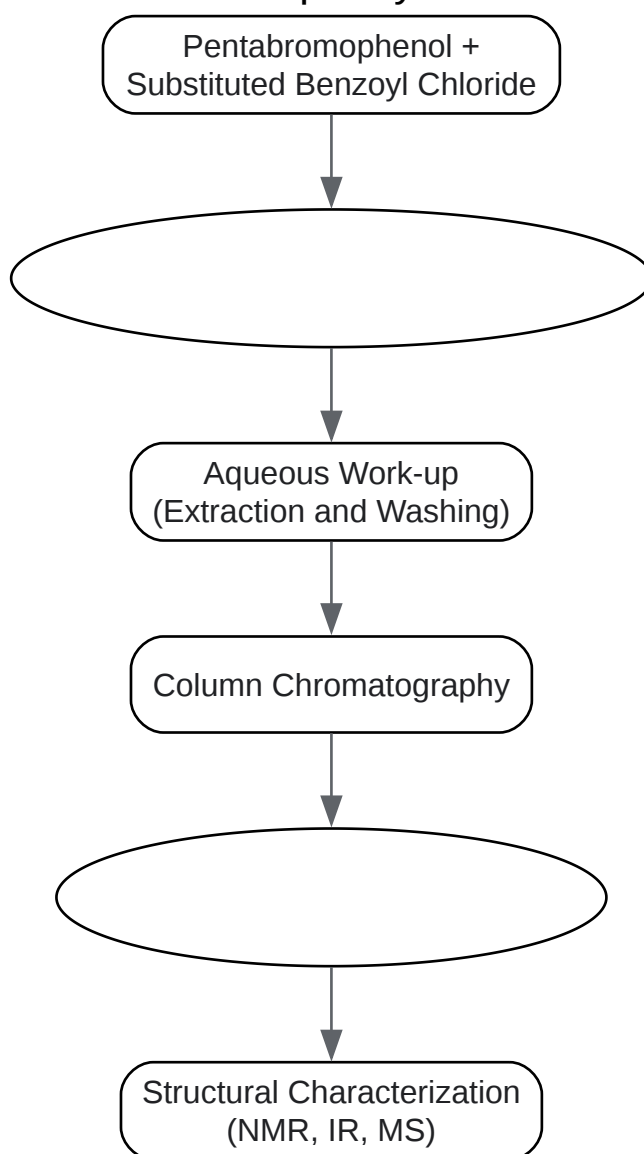 Pentabromophenol +
Substituted Benzoyl Chloride
Aqueous Work-up
(Extraction and Washing)
Column Chromatography
Structural Characterization
(NMR, IR, MS)